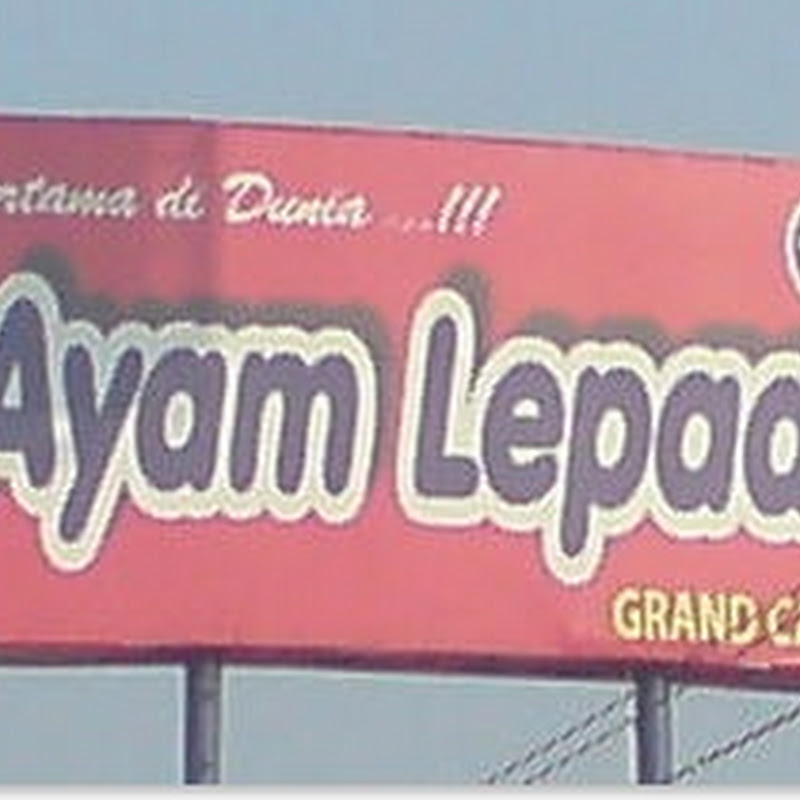 rtama di Dunia ...!!!
Ayam Lepaa
GRAND